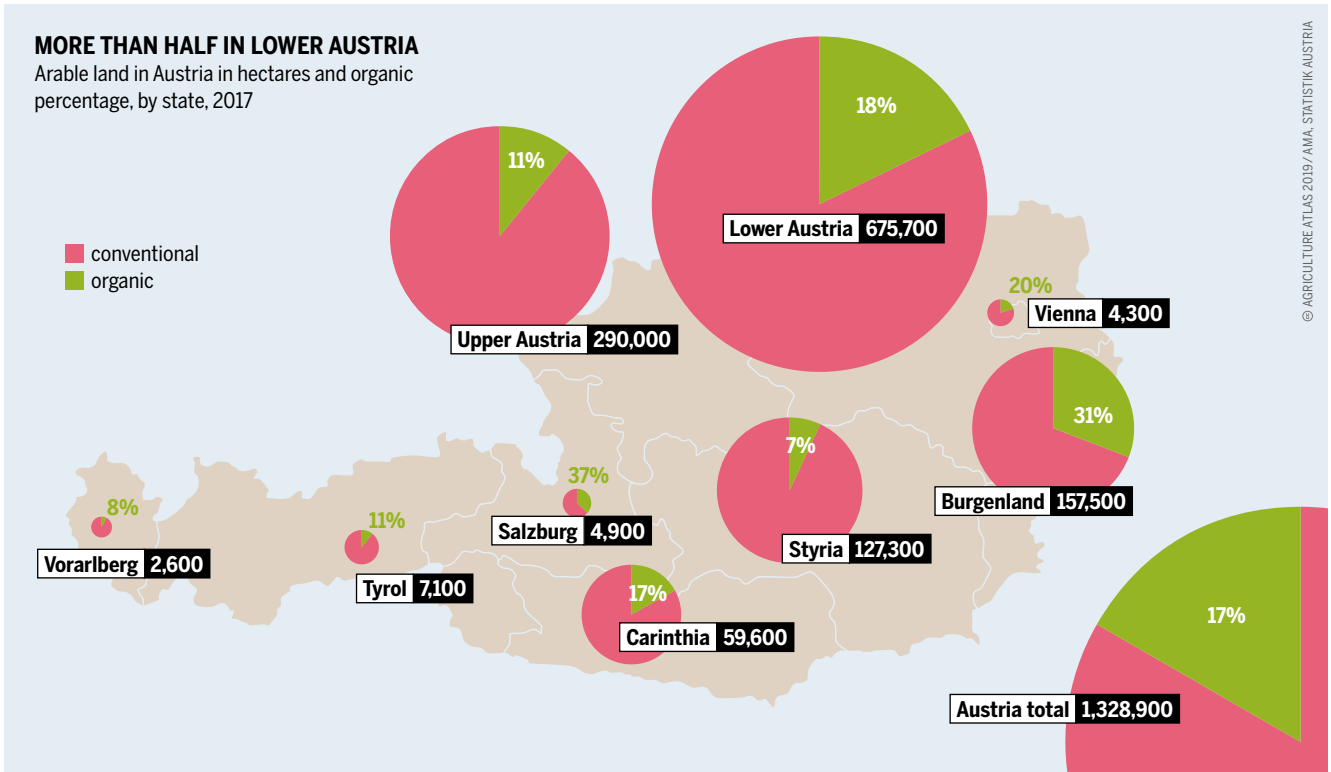 MORE THAN HALF IN LOWER AUSTRIA
Arable land in Austria in hectares and organic
percentage, by state, 2017
conventional
organic
11%
Upper Austria 290,000
18%
Lower Austria 675,700
20%
Vienna 4,300
31%
Burgenland 157,500
7%
Styria 127,300
37%
Salzburg 4,900
8%
Vorarlberg 2,600
11%
Tyrol 7,100
17%
Carinthia 59,600
17%
Austria total 1,328,900
© AGRICULTURE ATLAS 2019 / AMA, STATISTIK AUSTRIA